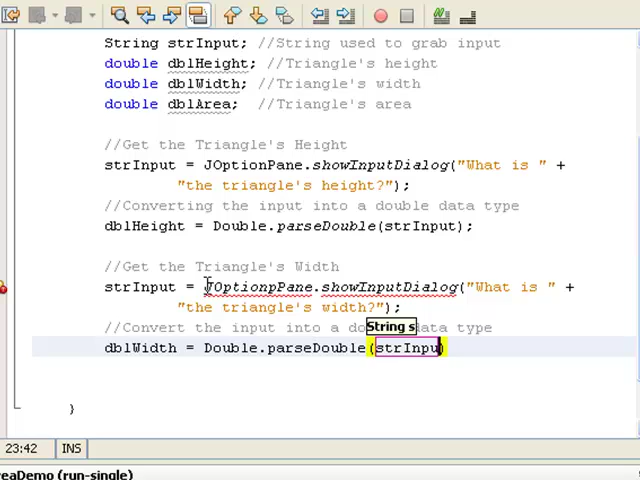 String strInput; //String used to grab input
double dblHeight; //Triangle's height
double dblWidth; //Triangle's width
double dblArea; //Triangle's area
//Get the Triangle's Height
strInput = JOptionPane.showInputDialog("What is " +
"the triangle's height?");
//Converting the input into a double data type
dblHeight = Double.parseDouble(strInput);
//Get the Triangle's Width
strInput = JOptionpPane.showInputDialog("What is " +
"the triangle's width?");
//Convert the input into a do data type
String s
dblWidth = Double.parseDouble(strInpu)
}
23:42 INS
eaDemo (run-single)